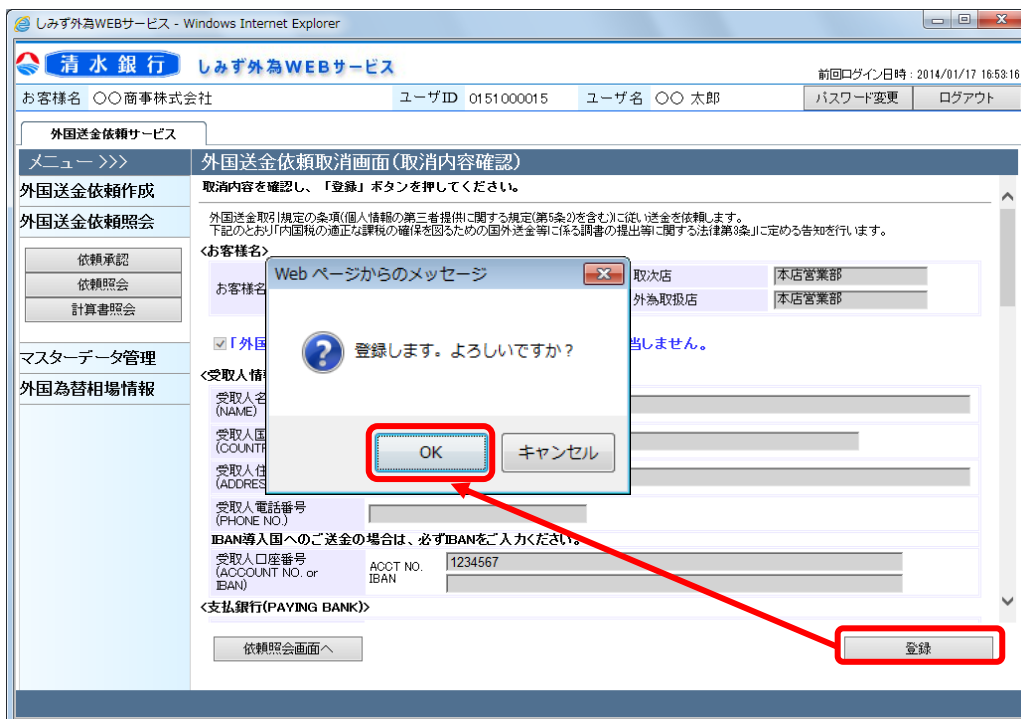 しみず外為WEBサービス - Windows Internet Explorer
清水銀行 しみず外為WEBサービス
前回ログイン日時 : 2014/01/17 16:53:16
お客様名 〇〇商事株式会社 ユーザID 0151000015 ユーザ名 〇〇 太郎 パスワード変更 ログアウト
外国送金依頼サービス
メニュー >>>
外国送金依頼作成
外国送金依頼照会
依頼承認
依頼照会
計算書照会
マスターデータ管理
外国為替相場情報
外国送金依頼取消画面(取消内容確認)
取消内容を確認し、「登録」ボタンを押してください。
外国送金取引規定の条項(個人情報の第三者提供に関する規定(第5条2)を含む)に従い送金を依頼します。
下記のとおり「内国税の適正な課税の確保を図るための国外送金等に係る調書の提出等に関する法律第3条」に定める告知を行います。
<お客様名>
お客様名
取次店 本店営業部
外為取扱店 本店営業部
「外国 当しません。
<受取人情
受取人名
(NAME)
受取人国
(COUNTR
受取人住
(ADDRES
受取人電話番号
(PHONE NO.)
IBAN導入国へのご送金の場合は、必ずIBANをご入力ください。
受取人口座番号
(ACCOUNT NO. or
IBAN)
ACCT NO. 1234567
IBAN
<支払銀行(PAYING BANK)>
依頼照会画面へ 登録
Web ページからのメッセージ
登録します。よろしいですか?
OK キャンセル